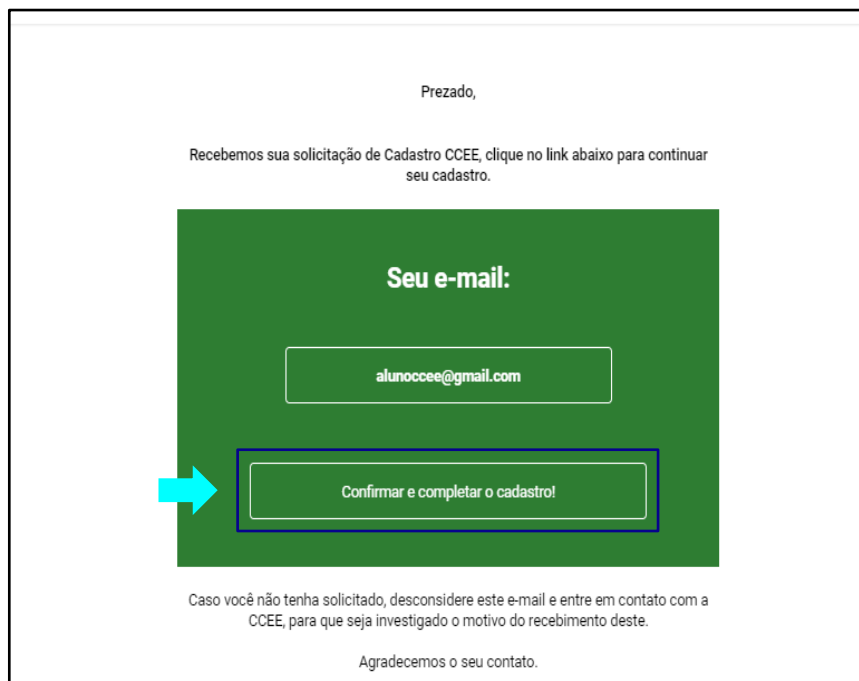 Prezado,
Recebemos sua solicitação de Cadastro CCEE, clique no link abaixo para continuar
seu cadastro.
Seu e-mail:
alunoccee@gmail.com
Confirmar e completar o cadastro!
Caso você não tenha solicitado, desconsidere este e-mail e entre em contato com a
CCEE, para que seja investigado o motivo do recebimento deste.
Agradecemos o seu contato.